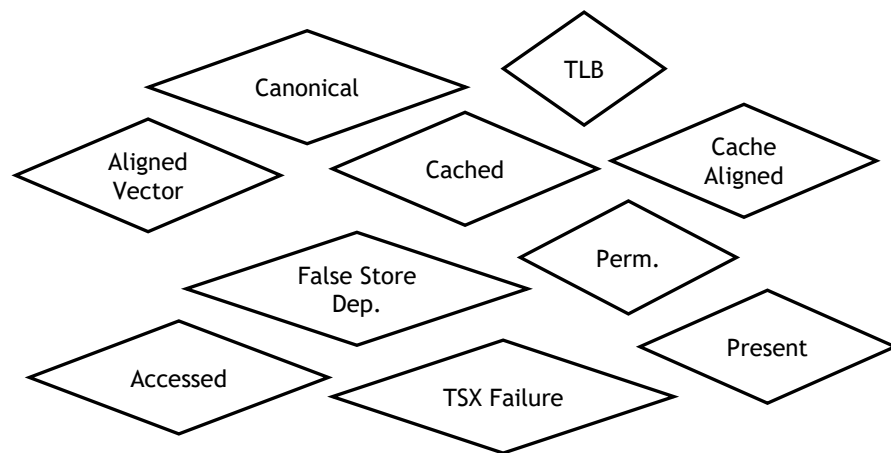 Canonical
TLB
Aligned
Vector
Cached
Cache
Aligned
False Store
Dep.
Perm.
Present
Accessed
TSX Failure